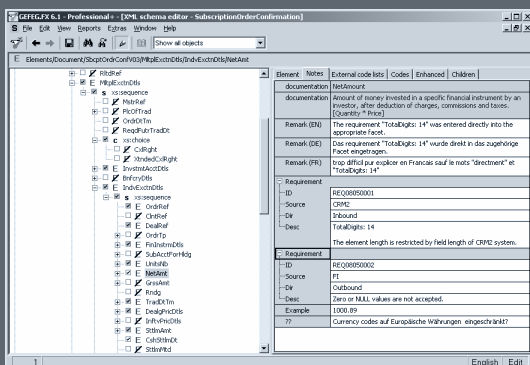 GEFEG.FX 6.1 - Professional+ - [XML schema editor - SubscriptionOrderConfirmation]
File Edit View Reports Extras Window Help
Show all objects
E Elements/Document/SbcptOrdrConfV03/MltplExctnDtls/IndvExctnDtls/NetAmt
RltdRef
E MltplExctnDtls
s xs:sequence
MstrRef
PlcOfTrad
OrdrDtTm
ReqdFutrTradDt
c xs:choice
CxlRght
XtndedCxlRght
E InvstmtAcctDtls
BnfcryDtls
E IndvExctnDtls
s xs:sequence
E OrdrRef
ClntRef
E DealRef
OrdrTp
E FinInstrmDtls
SubAcctForHldg
E UnitsNb
E NetAmt
GrssAmt
Rndg
E TradDtTm
E DealgPricDtls
InftvPricDtls
E SttlmAmt
E CshSttlmDt
SttlmMtd
Element Notes External code lists Codes Enhanced Children
documentation NetAmount
documentation Amount of money invested in a specific financial instrument by an
investor, after deduction of charges, commissions and taxes.
[Quantity * Price]
Remark (EN) The requirement "TotalDigits: 14" was entered directly into the
appropriate Facet.
Remark (DE) Das requirement "TotalDigits: 14" wurde direkt in das zugehörige
Facet eingetragen.
Remark (FR) trop difficil pur expliker en Francais sauf le mots "directment" et
"TotalDigits: 14"
Requirement
ID REQ08050001
Source CRM2
Dir Inbound
Desc TotalDigits: 14
The element length is restricted by field length of CRM2 system.
Requirement
ID REQ08050002
Source FI
Dir Outbound
Desc Zero or NULL values are not accepted.
Example 1000.89
?? Currency codes auf Europäische Währungen eingeschränkt?
1 English Edit